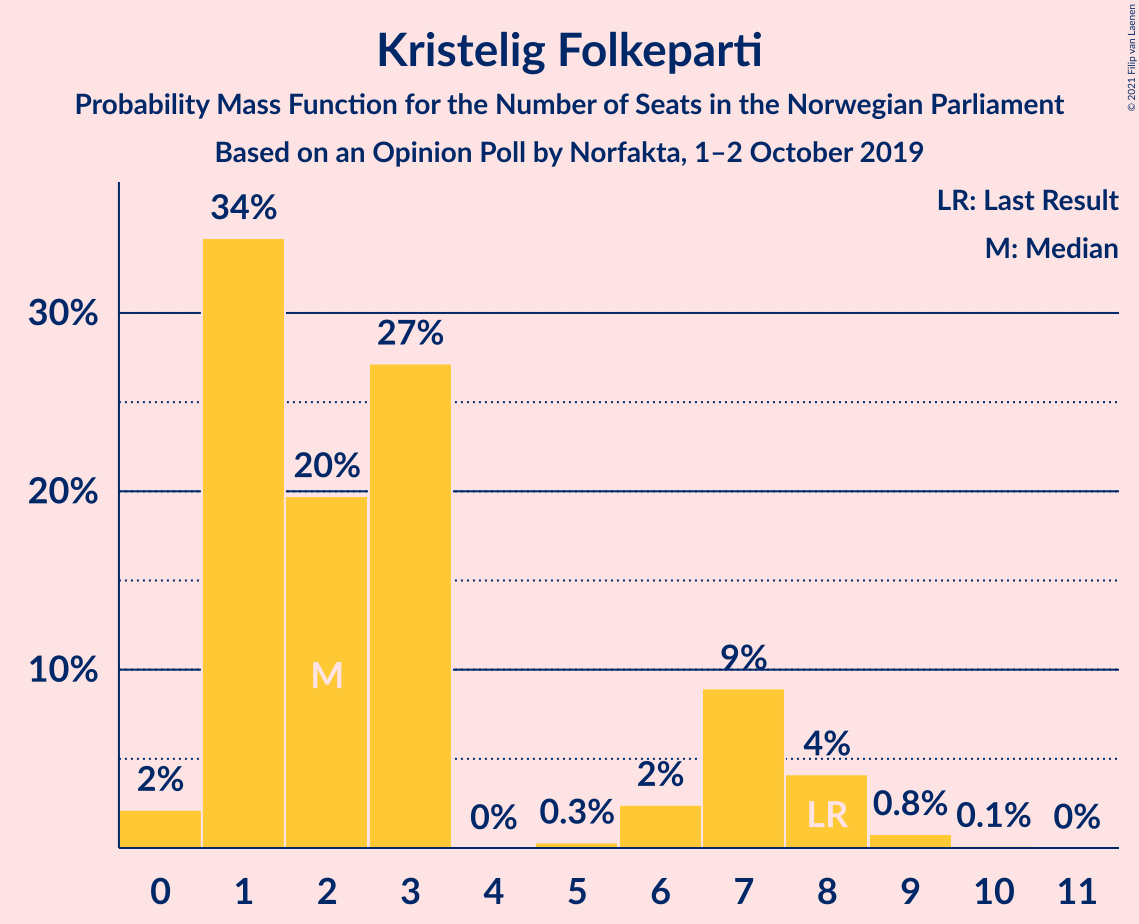 © 2021 Filip van Laenen
Kristelig Folkeparti
Probability Mass Function for the Number of Seats in the Norwegian Parliament
Based on an Opinion Poll by Norfakta, 1–2 October 2019
LR: Last Result
M: Median
34%
30%
27%
20%
20%
10%
M
9%
4%
2%
2%
0%
0.3%
LR
0.8%
0.1%
0%
0 1 2 3 4 5 6 7 8 9 10 11